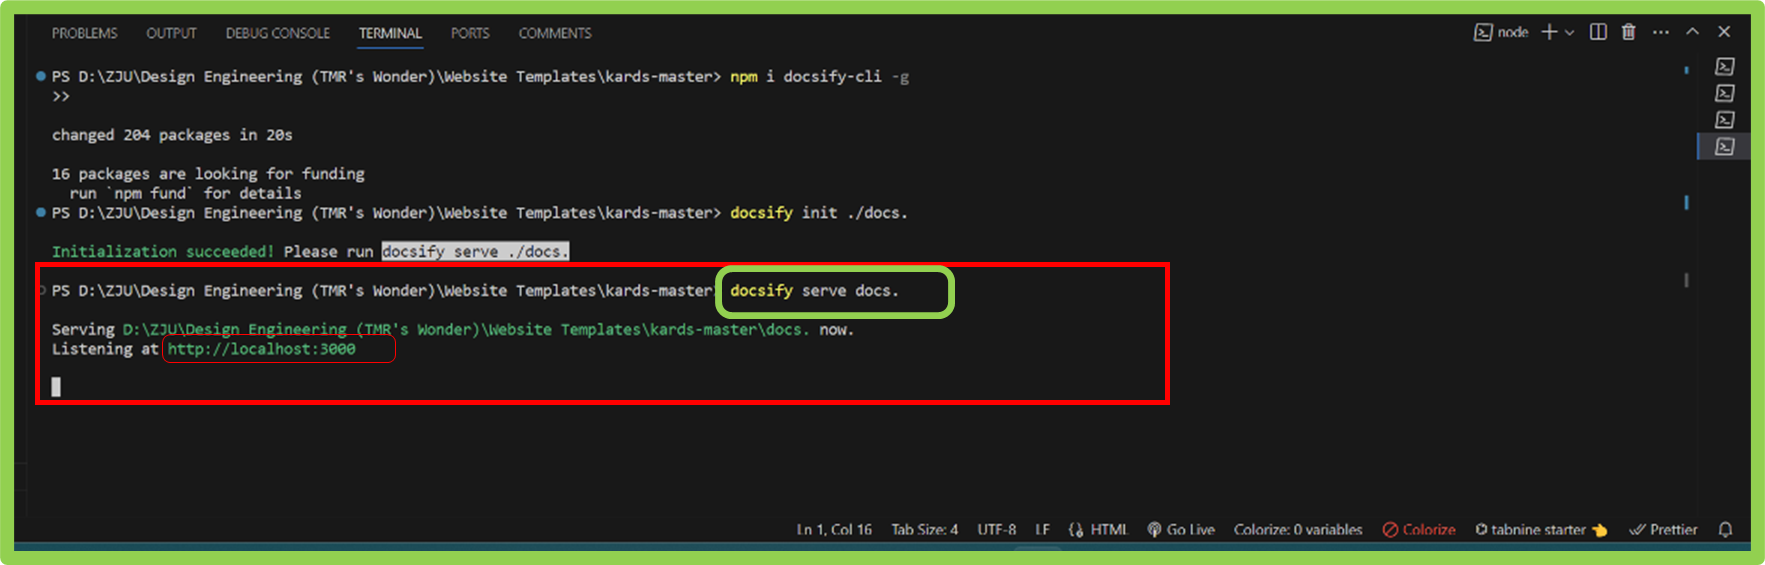 PROBLEMS OUTPUT DEBUG CONSOLE TERMINAL PORTS COMMENTS node
PS D:\ZJU\Design Engineering (TMR's Wonder)\Website Templates\kards-master> npm i docsify-cli -g
>>
changed 204 packages in 20s
16 packages are looking for funding
run `npm fund` for details
PS D:\ZJU\Design Engineering (TMR's Wonder)\Website Templates\kards-master> docsify init ./docs.
Initialization succeeded! Please run docsify serve ./docs.
PS D:\ZJU\Design Engineering (TMR's Wonder)\Website Templates\kards-master> docsify serve docs.
Serving D:\ZJU\Design Engineering (TMR's Wonder)\Website Templates\kards-master\docs. now.
Listening at http://localhost:3000
Ln 1, Col 16 Tab Size: 4 UTF-8 LF HTML Go Live Colorize: 0 variables Colorize tabnine starter Prettier